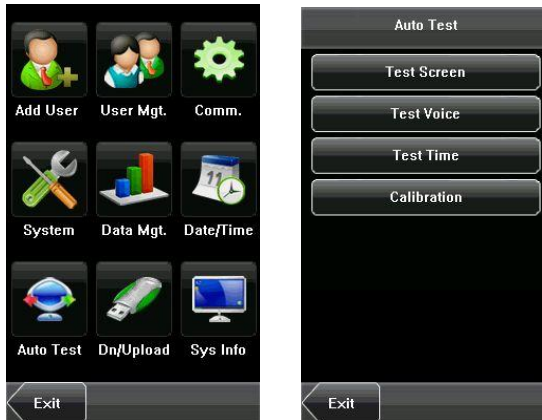 Add User User Mgt. Comm.
System Data Mgt. 11 Date/Time
Auto Test Dn/Upload Sys Info
Exit
Auto Test
Test Screen
Test Voice
Test Time
Calibration
Exit